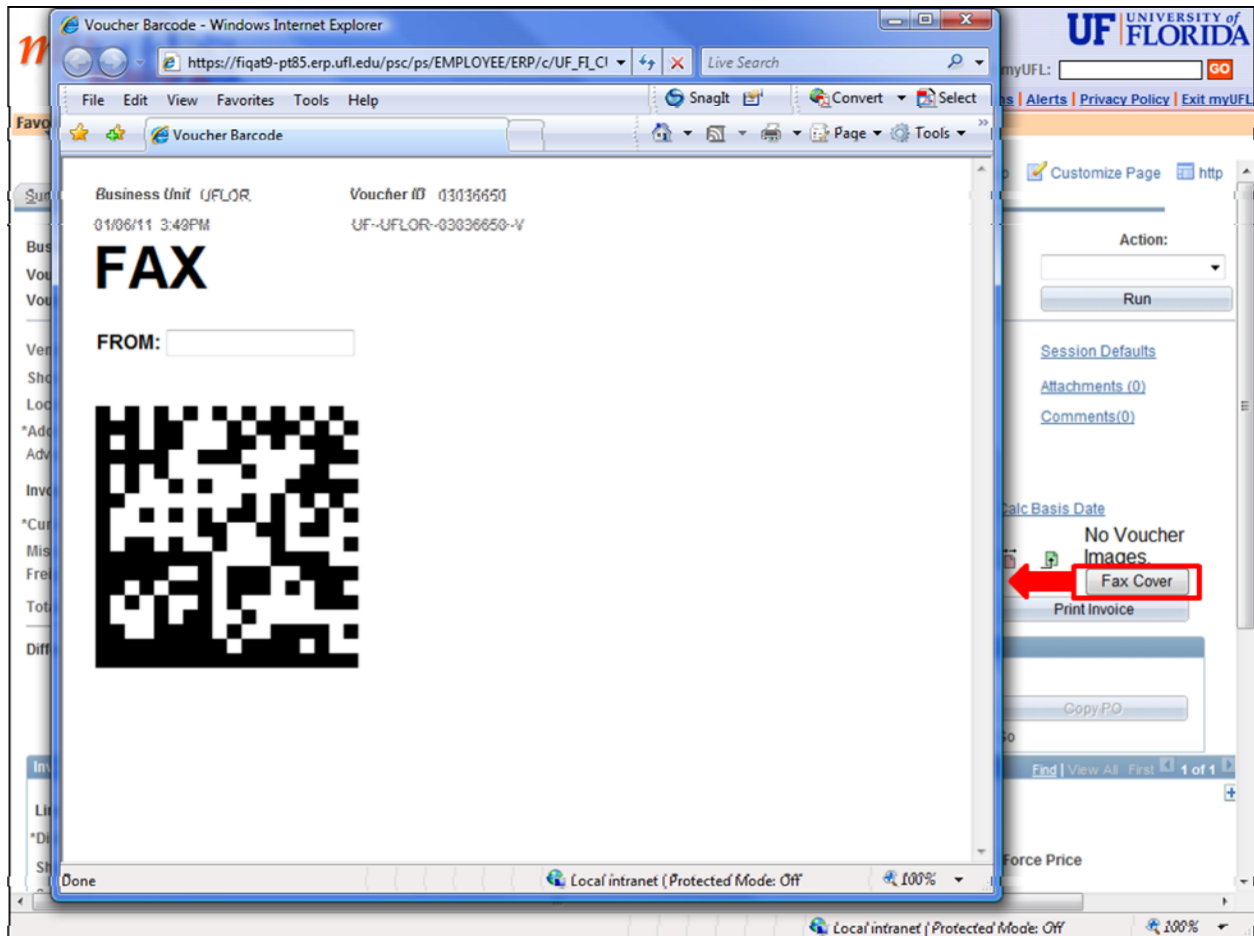 Voucher Barcode - Windows Internet Explorer
UF UNIVERSITY of FLORIDA
https://fiqat9-pt85.erp.ufl.edu/psc/ps/EMPLOYEE/ERP/c/UF_FI_CI
Live Search
myUFL: GO
File Edit View Favorites Tools Help
SnagIt Convert Select
Alerts | Privacy Policy | Exit myUFL
Favo
Voucher Barcode
Page Tools
Customize Page http
Business Unit UFLOR Voucher ID 03036650
01/06/11 3:49PM UF--UFLOR--03036650--V
FAX
FROM:
Action:
Run
Session Defaults
Attachments (0)
Comments(0)
Calc Basis Date
No Voucher
Images.
Fax Cover
Print Invoice
Copy PO
Find | View All First 1 of 1
Force Price
Done Local intranet | Protected Mode: Off 100%
Local intranet | Protected Mode: Off 100%